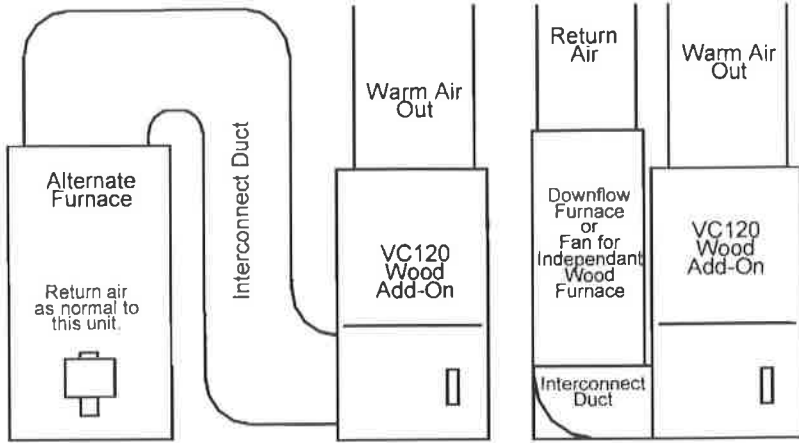 Alternate
Furnace
Return air
as normal to
this unit.
Interconnect Duct
Warm Air
Out
VC120
Wood
Add-On
Return
Air
Downflow
Furnace
or
Fan for
Independant
Wood
Furnace
Interconnect
Duct
Warm Air
Out
VC120
Wood
Add-On